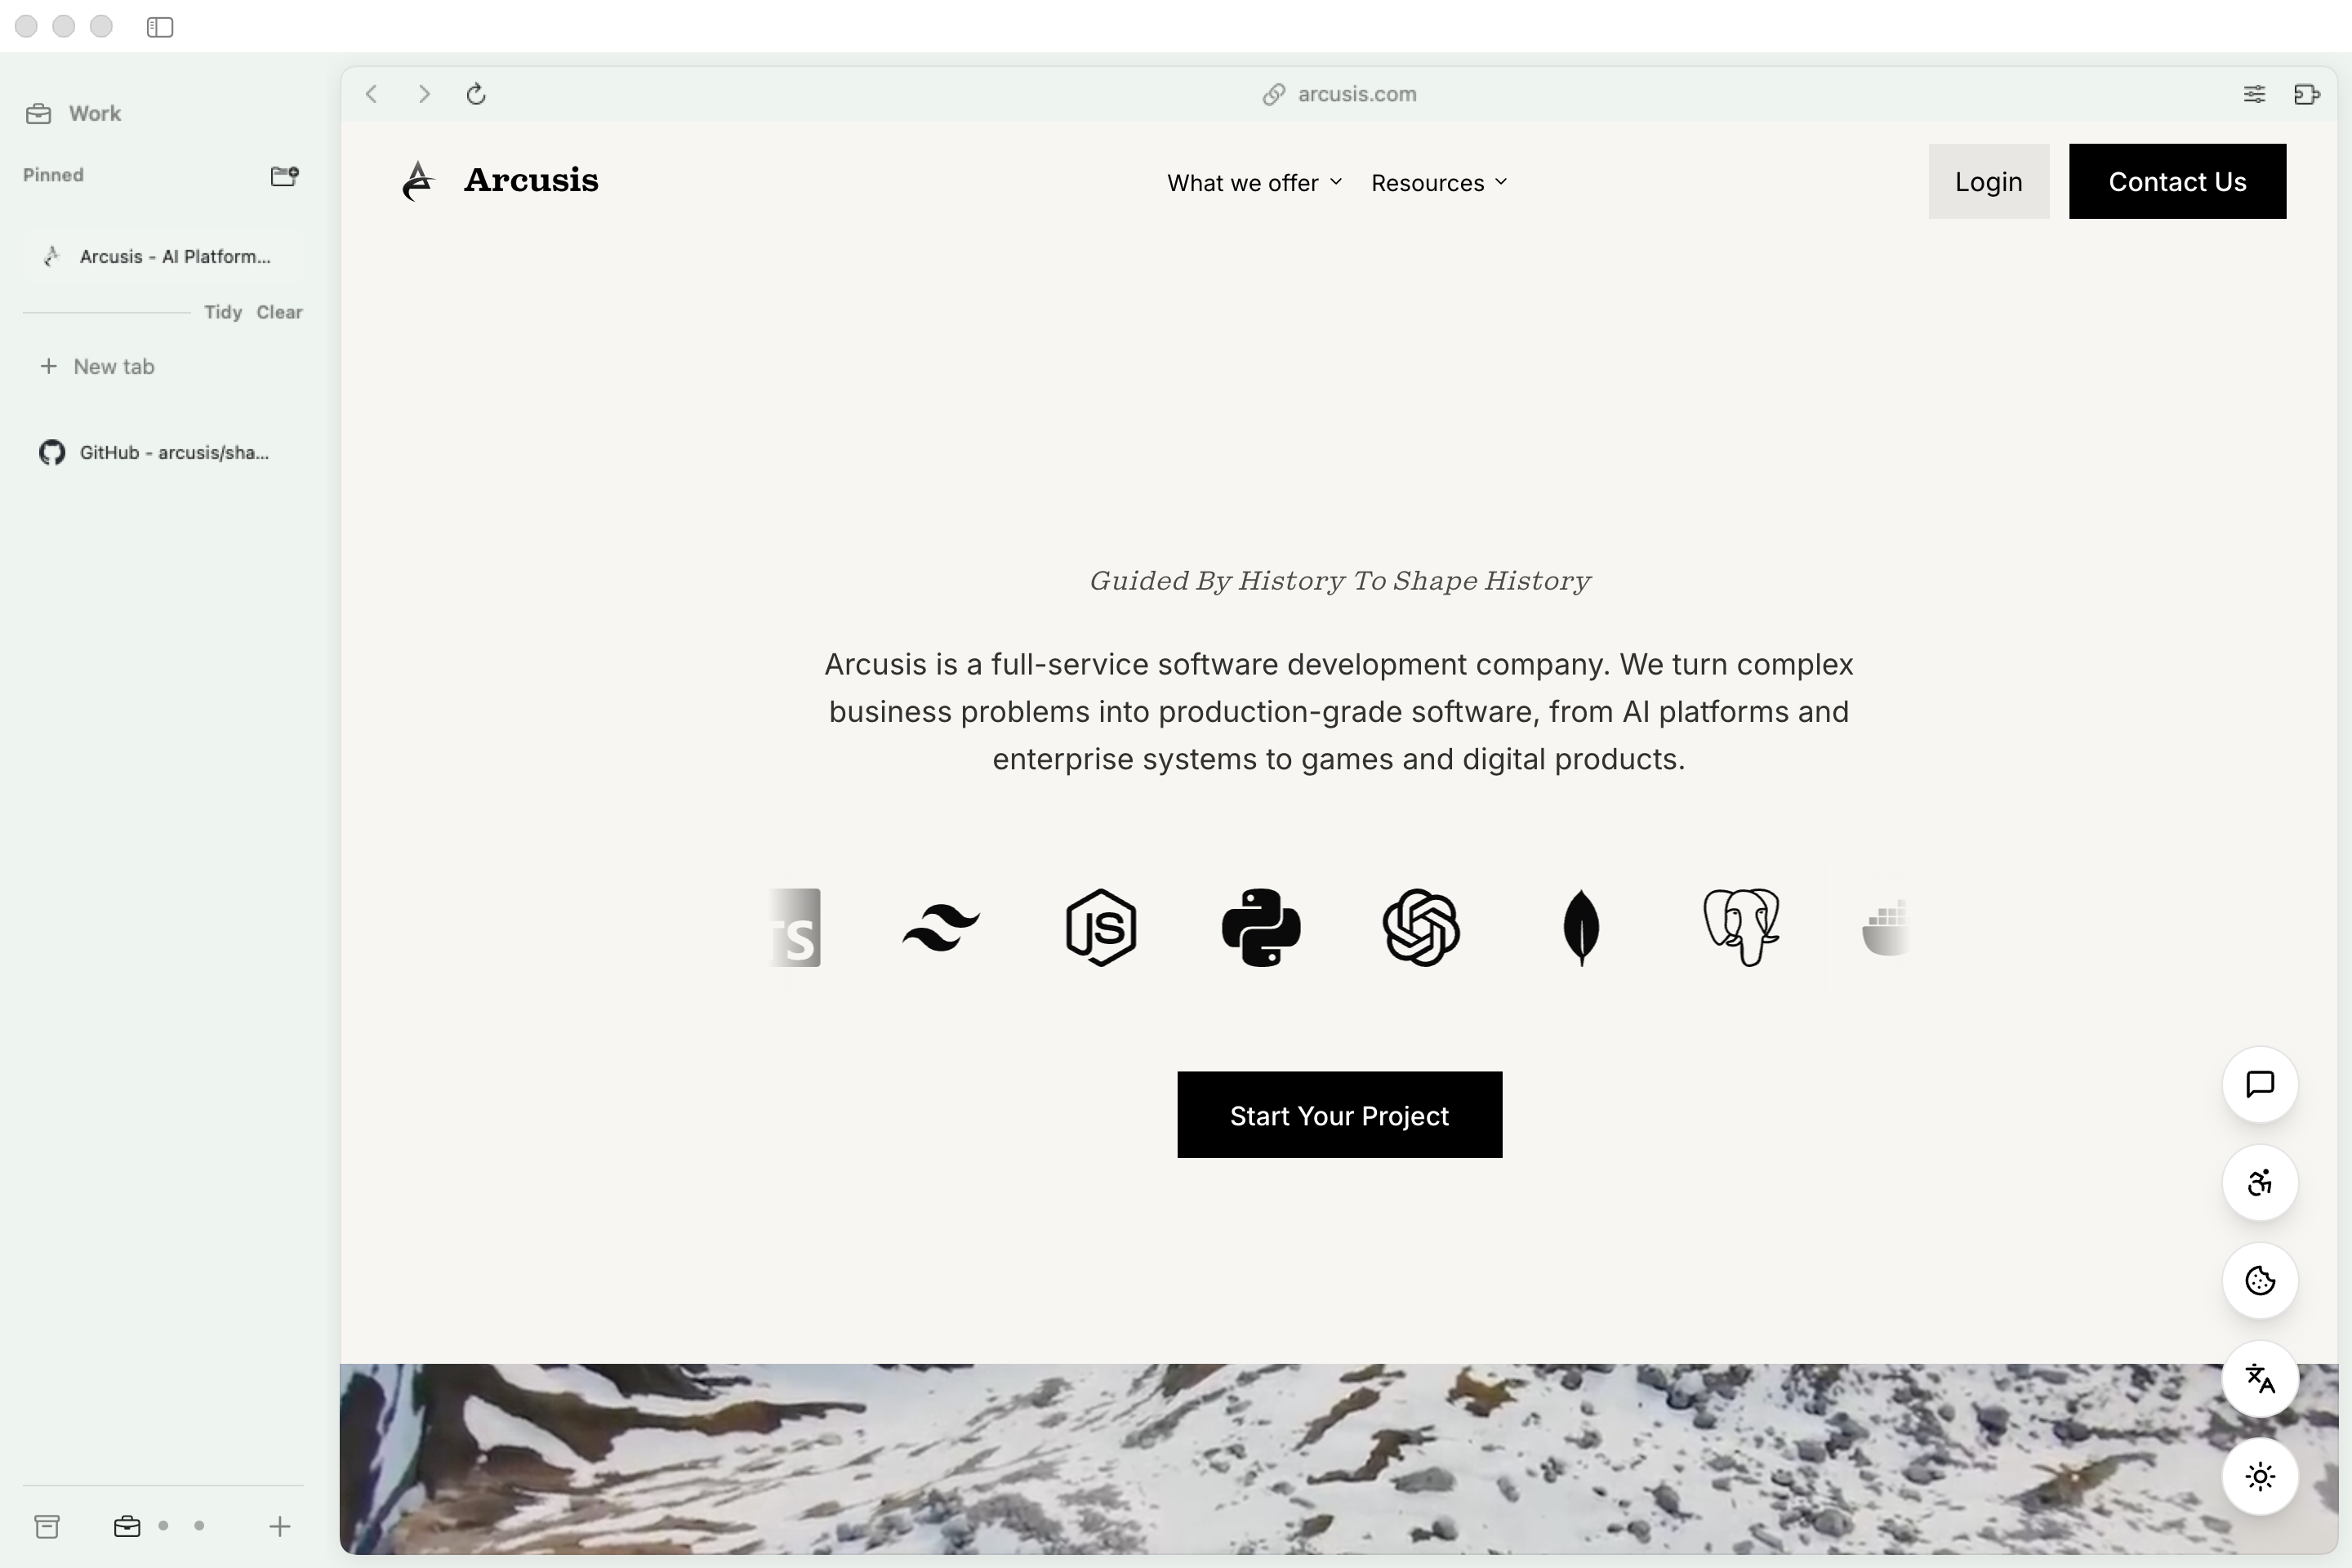 Work
Pinned
Arcusis - AI Platform...
Tidy Clear
New tab
GitHub - arcusis/sha...
arcusis.com
Arcusis
What we offer
Resources
Login
Contact Us
Guided By History To Shape History
Arcusis is a full-service software development company. We turn complex
business problems into production-grade software, from AI platforms and
enterprise systems to games and digital products.
TS
JS
Start Your Project